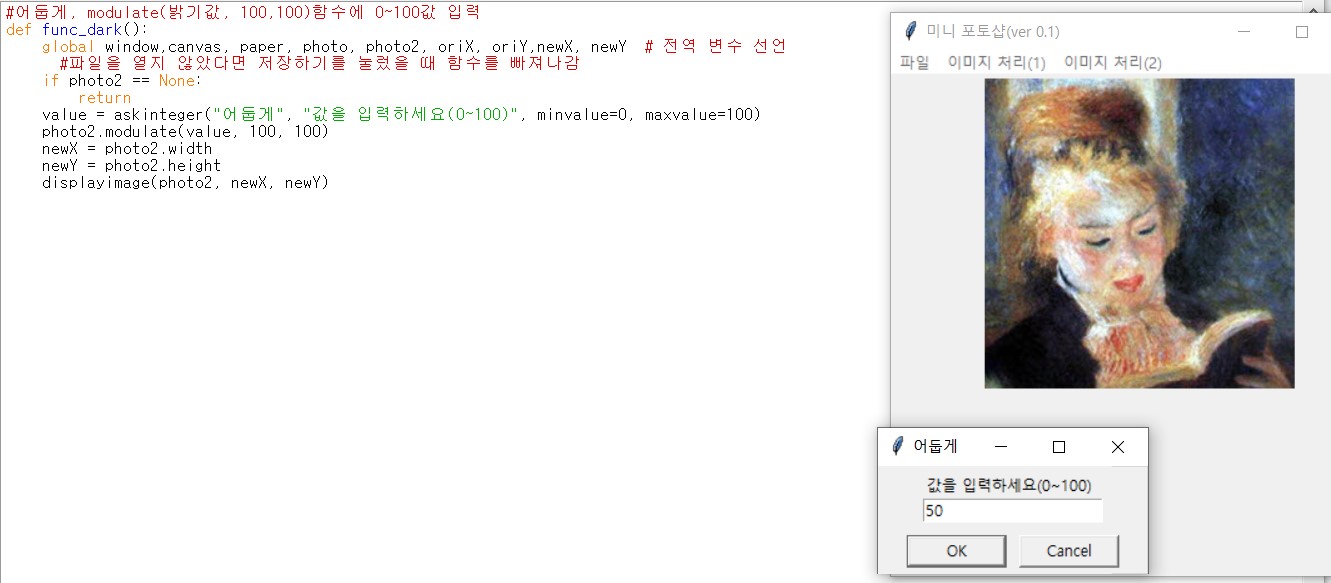 #어둡게, modulate(밝기값, 100,100)함수에 0~100값 입력
def func_dark():
    global window,canvas, paper, photo, photo2, oriX, oriY,newX, newY  # 전역 변수 선언
      #파일을 열지 않았다면 저장하기를 눌렀을 때 함수를 빠져나감
    if photo2 == None:
        return
    value = askinteger("어둡게", "값을 입력하세요(0~100)", minvalue=0, maxvalue=100)
    photo2.modulate(value, 100, 100)
    newX = photo2.width
    newY = photo2.height
    displayimage(photo2, newX, newY)
미니 포토샵(ver 0.1)
파일 이미지 처리(1) 이미지 처리(2)
어둡게
값을 입력하세요(0~100)
50
OK Cancel